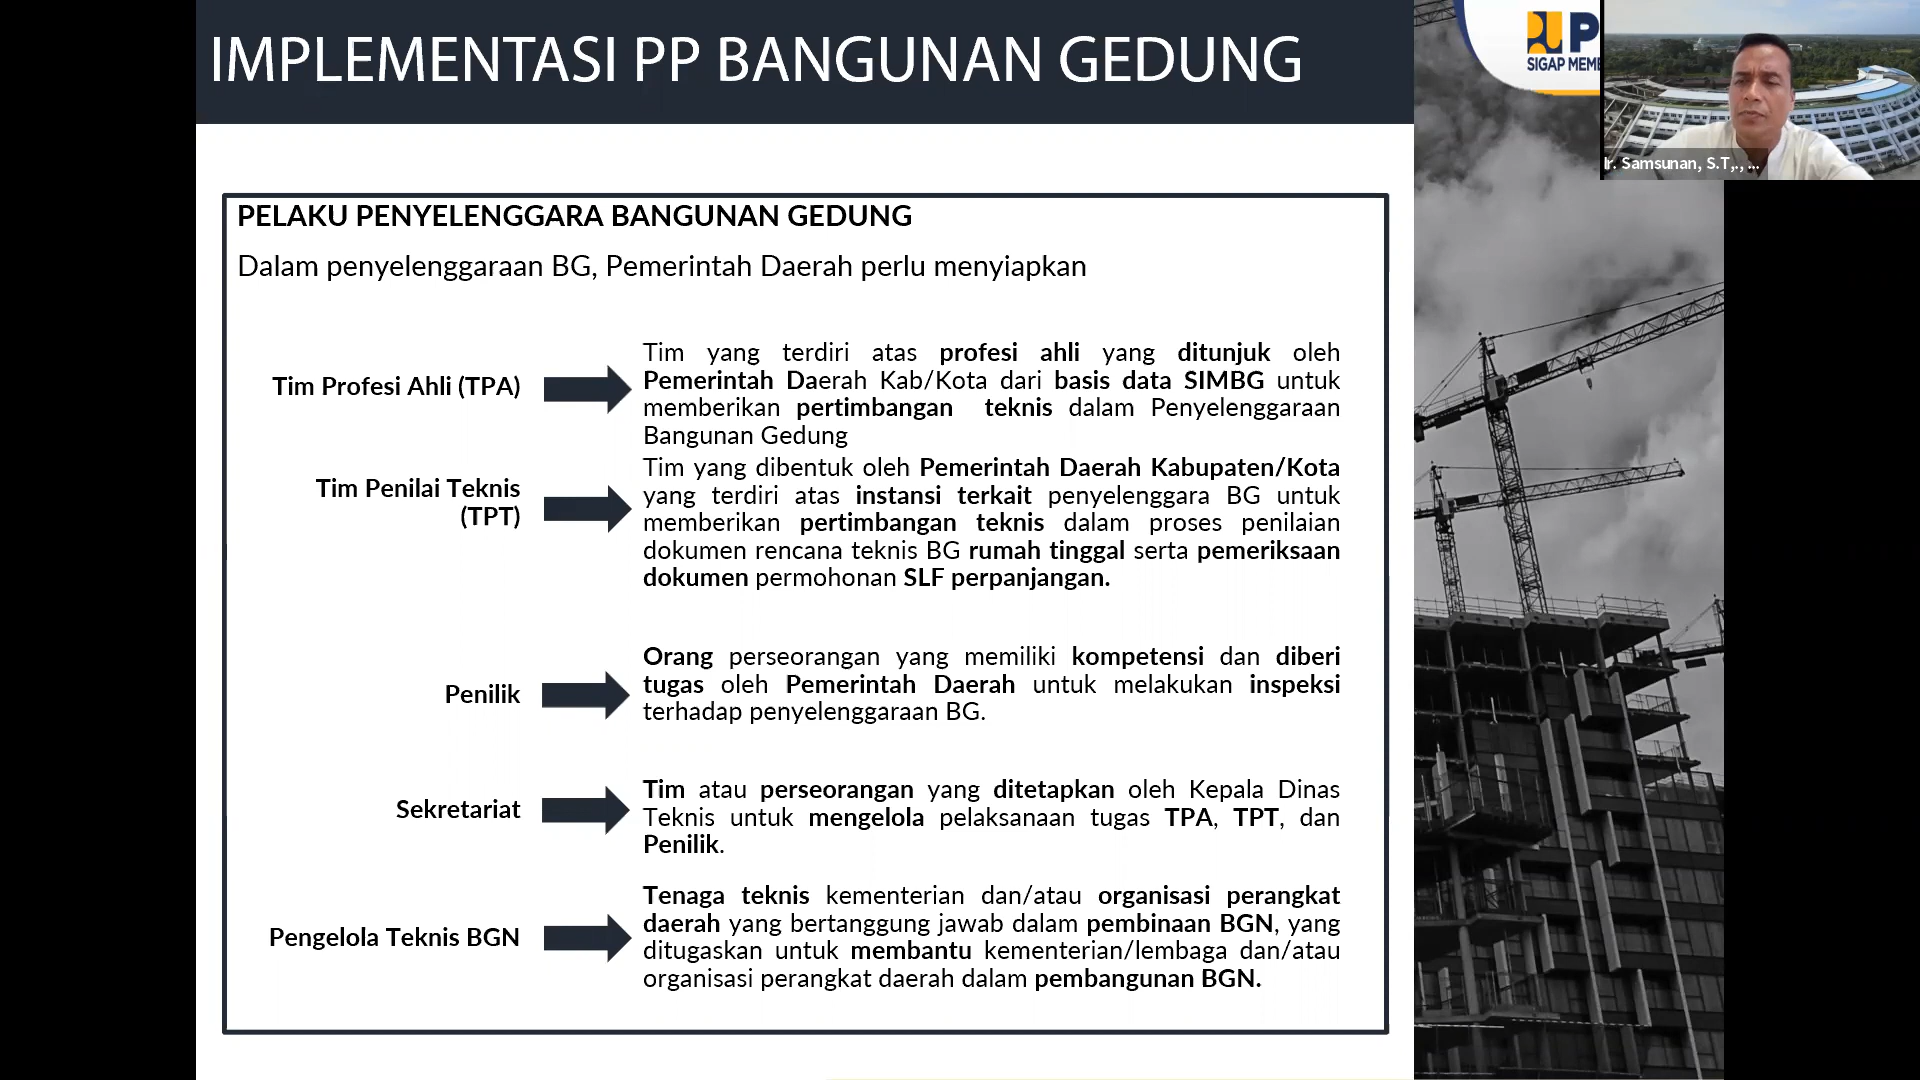 IMPLEMENTASI PP BANGUNAN GEDUNG
SIGAP
Ir. Samsunan, S.T,., ...
PELAKU PENYELENGGARA BANGUNAN GEDUNG
Dalam penyelenggaraan BG, Pemerintah Daerah perlu menyiapkan
Tim Profesi Ahli (TPA)
Tim yang terdiri atas profesi ahli yang ditunjuk oleh
Pemerintah Daerah Kab/Kota dari basis data SIMBG untuk
memberikan pertimbangan teknis dalam Penyelenggaraan
Bangunan Gedung
Tim Penilai Teknis
(TPT)
Tim yang dibentuk oleh Pemerintah Daerah Kabupaten/Kota
yang terdiri atas instansi terkait penyelenggara BG untuk
memberikan pertimbangan teknis dalam proses penilaian
dokumen rencana teknis BG rumah tinggal serta pemeriksaan
dokumen permohonan SLF perpanjangan.
Penilik
Orang perseorangan yang memiliki kompetensi dan diberi
tugas oleh Pemerintah Daerah untuk melakukan inspeksi
terhadap penyelenggaraan BG.
Sekretariat
Tim atau perseorangan yang ditetapkan oleh Kepala Dinas
Teknis untuk mengelola pelaksanaan tugas TPA, TPT, dan
Penilik.
Pengelola Teknis BGN
Tenaga teknis kementerian dan/atau organisasi perangkat
daerah yang bertanggung jawab dalam pembinaan BGN, yang
ditugaskan untuk membantu kementerian/lembaga dan/atau
organisasi perangkat daerah dalam pembangunan BGN.